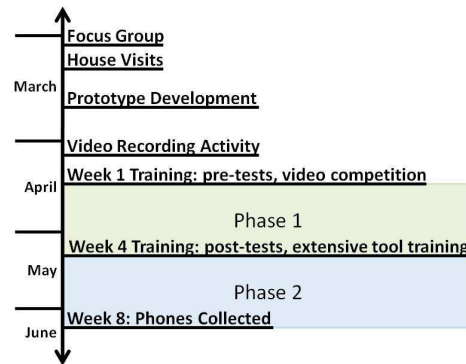 Focus Group
House Visits
March
Prototype Development
Video Recording Activity
Week 1 Training: pre-tests, video competition
April
Phase 1
Week 4 Training: post-tests, extensive tool training
May
Phase 2
Week 8: Phones Collected
June